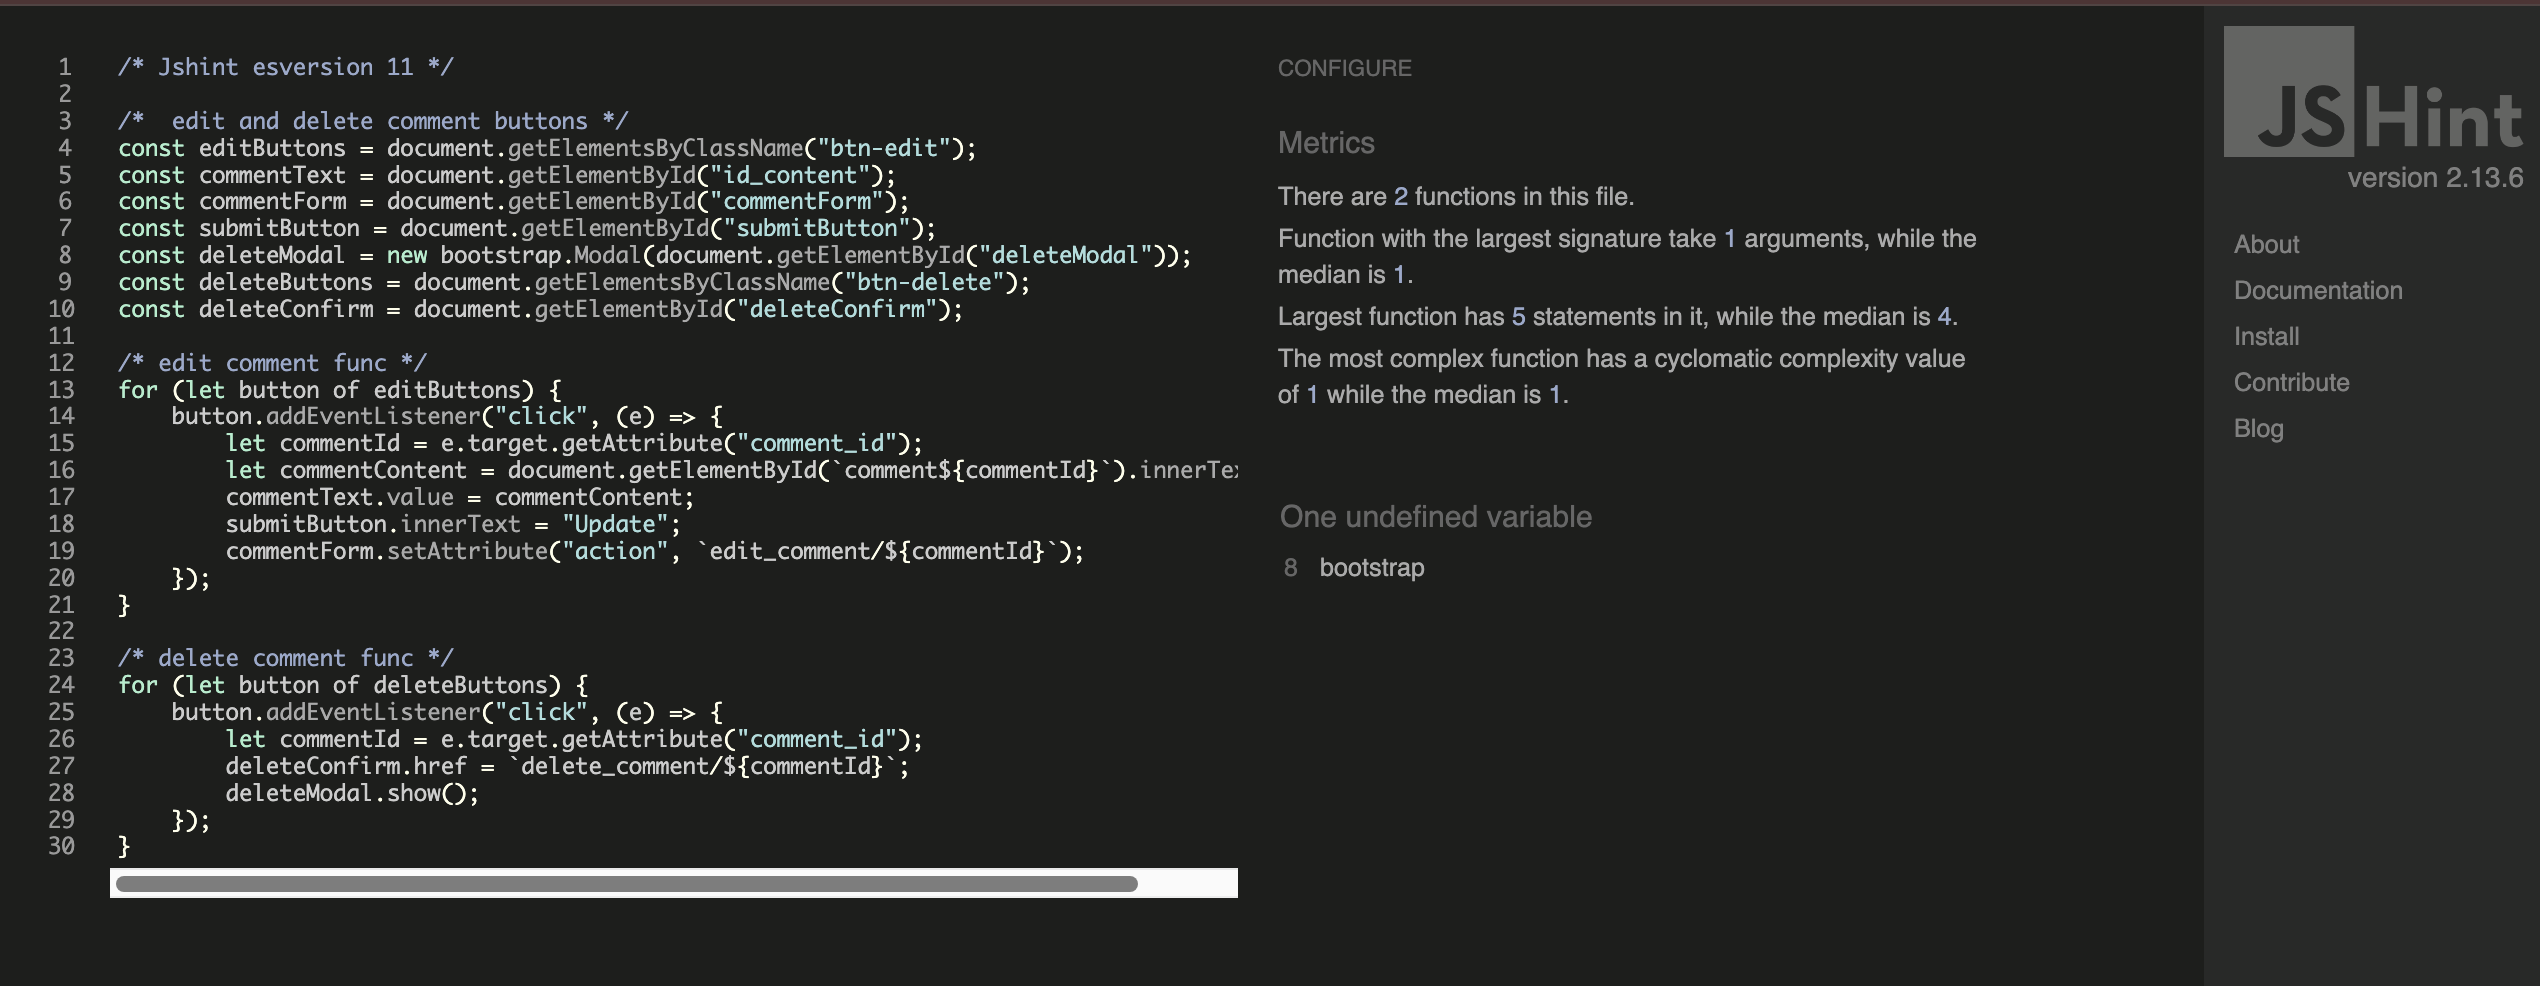 1 /* Jshint esversion 11 */
2
3 /*  edit and delete comment buttons */
4 const editButtons = document.getElementsByClassName("btn-edit");
5 const commentText = document.getElementById("id_content");
6 const commentForm = document.getElementById("commentForm");
7 const submitButton = document.getElementById("submitButton");
8 const deleteModal = new bootstrap.Modal(document.getElementById("deleteModal"));
9 const deleteButtons = document.getElementsByClassName("btn-delete");
10 const deleteConfirm = document.getElementById("deleteConfirm");
11
12 /* edit comment func */
13 for (let button of editButtons) {
14     button.addEventListener("click", (e) => {
15         let commentId = e.target.getAttribute("comment_id");
16         let commentContent = document.getElementById(`comment${commentId}`).innerTex
17         commentText.value = commentContent;
18         submitButton.innerText = "Update";
19         commentForm.setAttribute("action", `edit_comment/${commentId}`);
20     });
21 }
22
23 /* delete comment func */
24 for (let button of deleteButtons) {
25     button.addEventListener("click", (e) => {
26         let commentId = e.target.getAttribute("comment_id");
27         deleteConfirm.href = `delete_comment/${commentId}`;
28         deleteModal.show();
29     });
30 }
CONFIGURE
Metrics
There are 2 functions in this file.
Function with the largest signature take 1 arguments, while the
median is 1.
Largest function has 5 statements in it, while the median is 4.
The most complex function has a cyclomatic complexity value
of 1 while the median is 1.
One undefined variable
8 bootstrap
JSHint
version 2.13.6
About
Documentation
Install
Contribute
Blog